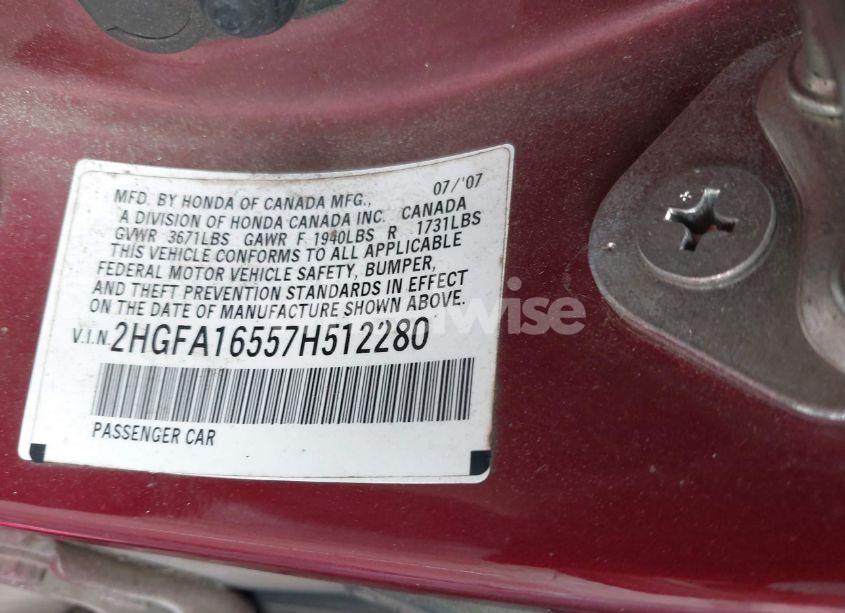 07/'07
MFD. BY HONDA OF CANADA MFG.,
A DIVISION OF HONDA CANADA INC. CANADA
GVWR 3671LBS GAWR F 1940LBS R 1731LBS
THIS VEHICLE CONFORMS TO ALL APPLICABLE
FEDERAL MOTOR VEHICLE SAFETY, BUMPER,
AND THEFT PREVENTION STANDARDS IN EFFECT
ON THE DATE OF MANUFACTURE SHOWN ABOVE.
V.I.N. 2HGFA16557H512280
PASSENGER CAR